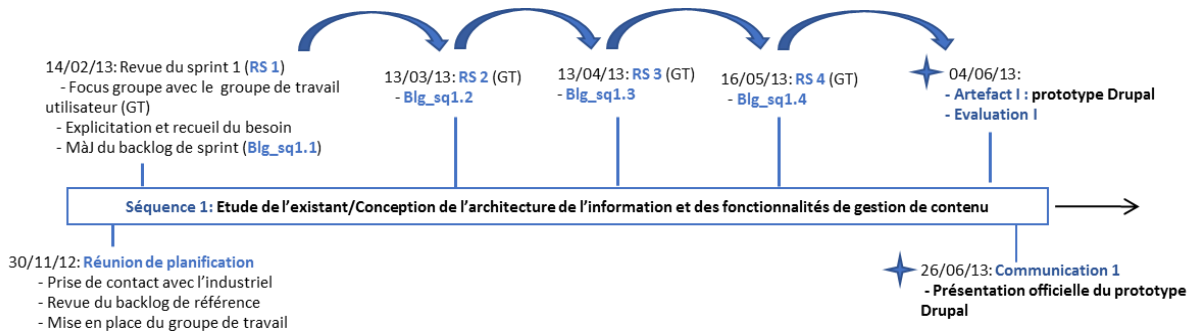 14/02/13: Revue du sprint 1 (RS 1)
- Focus groupe avec le groupe de travail
utilisateur (GT)
- Explicitation et recueil du besoin
- MàJ du backlog de sprint (Blg_sq1.1)
13/03/13: RS 2 (GT)
- Blg_sq1.2
13/04/13: RS 3 (GT)
- Blg_sq1.3
16/05/13: RS 4 (GT)
- Blg_sq1.4
04/06/13:
- Artefact I : prototype Drupal
- Evaluation I
Séquence 1: Etude de l'existant/Conception de l'architecture de l'information et des fonctionnalités de gestion de contenu
30/11/12: Réunion de planification
- Prise de contact avec l'industriel
- Revue du backlog de référence
- Mise en place du groupe de travail
26/06/13: Communication 1
- Présentation officielle du prototype
Drupal